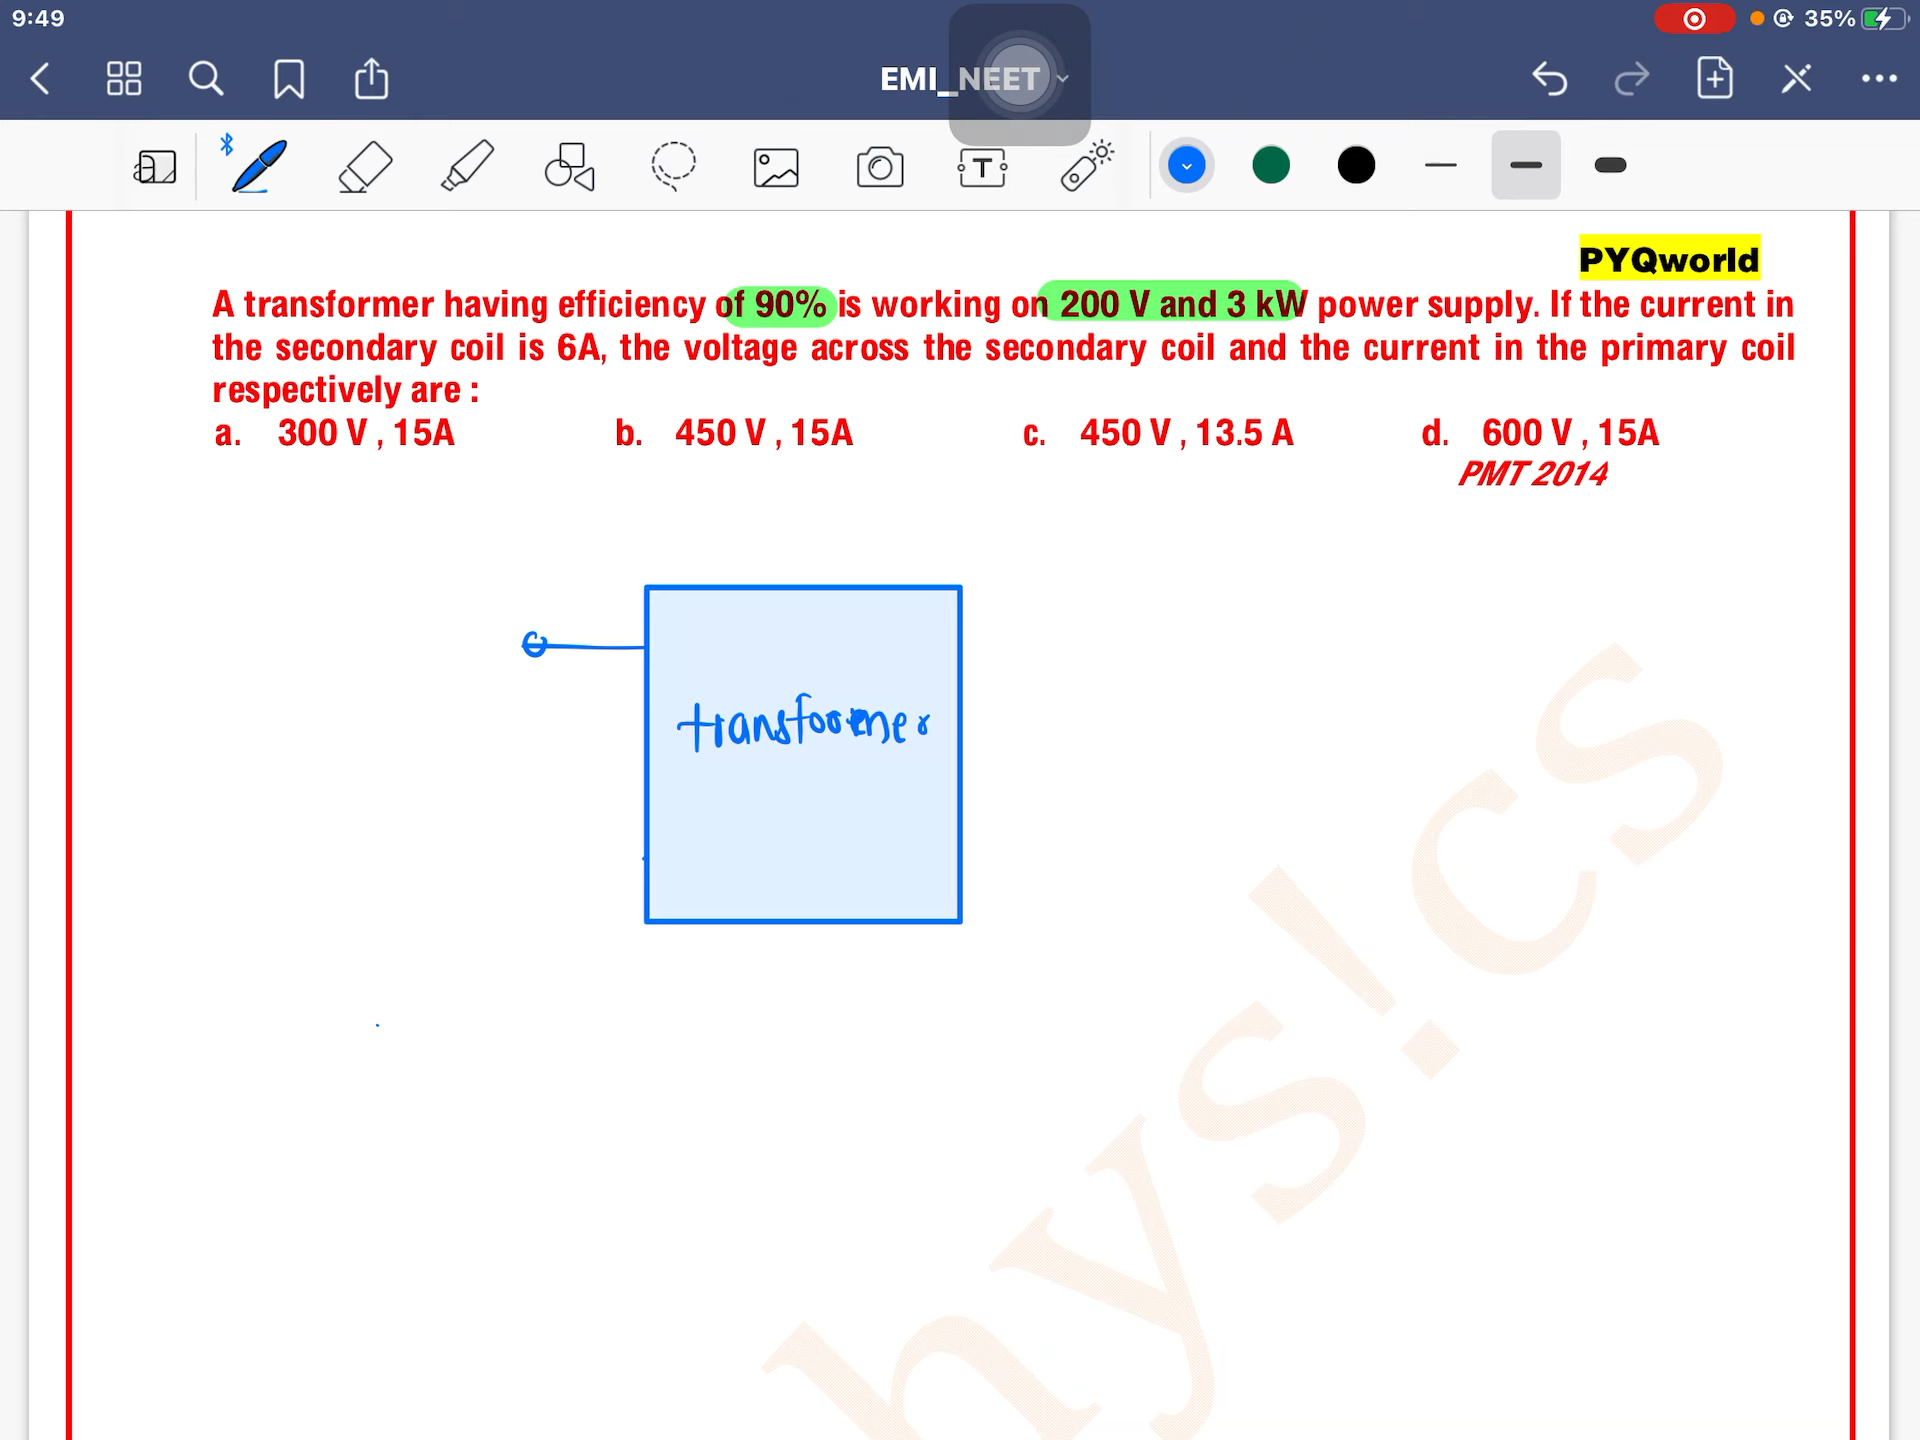 9:49
35%
EMI_NEET
T
PYQworld
A transformer having efficiency of 90% is working on 200 V and 3 kW power supply. If the current in
the secondary coil is 6A, the voltage across the secondary coil and the current in the primary coil
respectively are :
a. 300 V , 15A b. 450 V , 15A c. 450 V , 13.5 A d. 600 V , 15A
PMT 2014
transformer
hys!cs